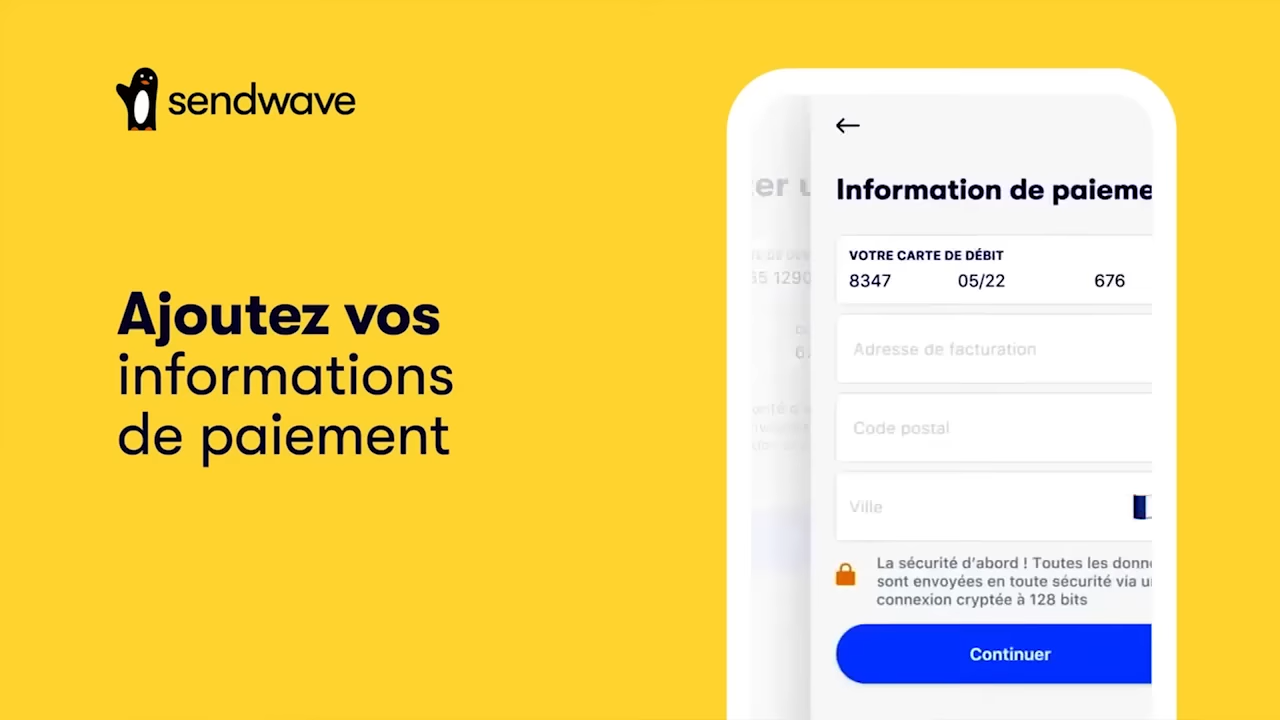 sendwave
Ajoutez vos
informations
de paiement
Information de paieme
VOTRE CARTE DE DÉBIT
8347 05/22 676
Adresse de facturation
Code postal
Ville
La sécurité d'abord ! Toutes les donn
sont envoyées en toute sécurité via u
connexion cryptée à 128 bits
Continuer